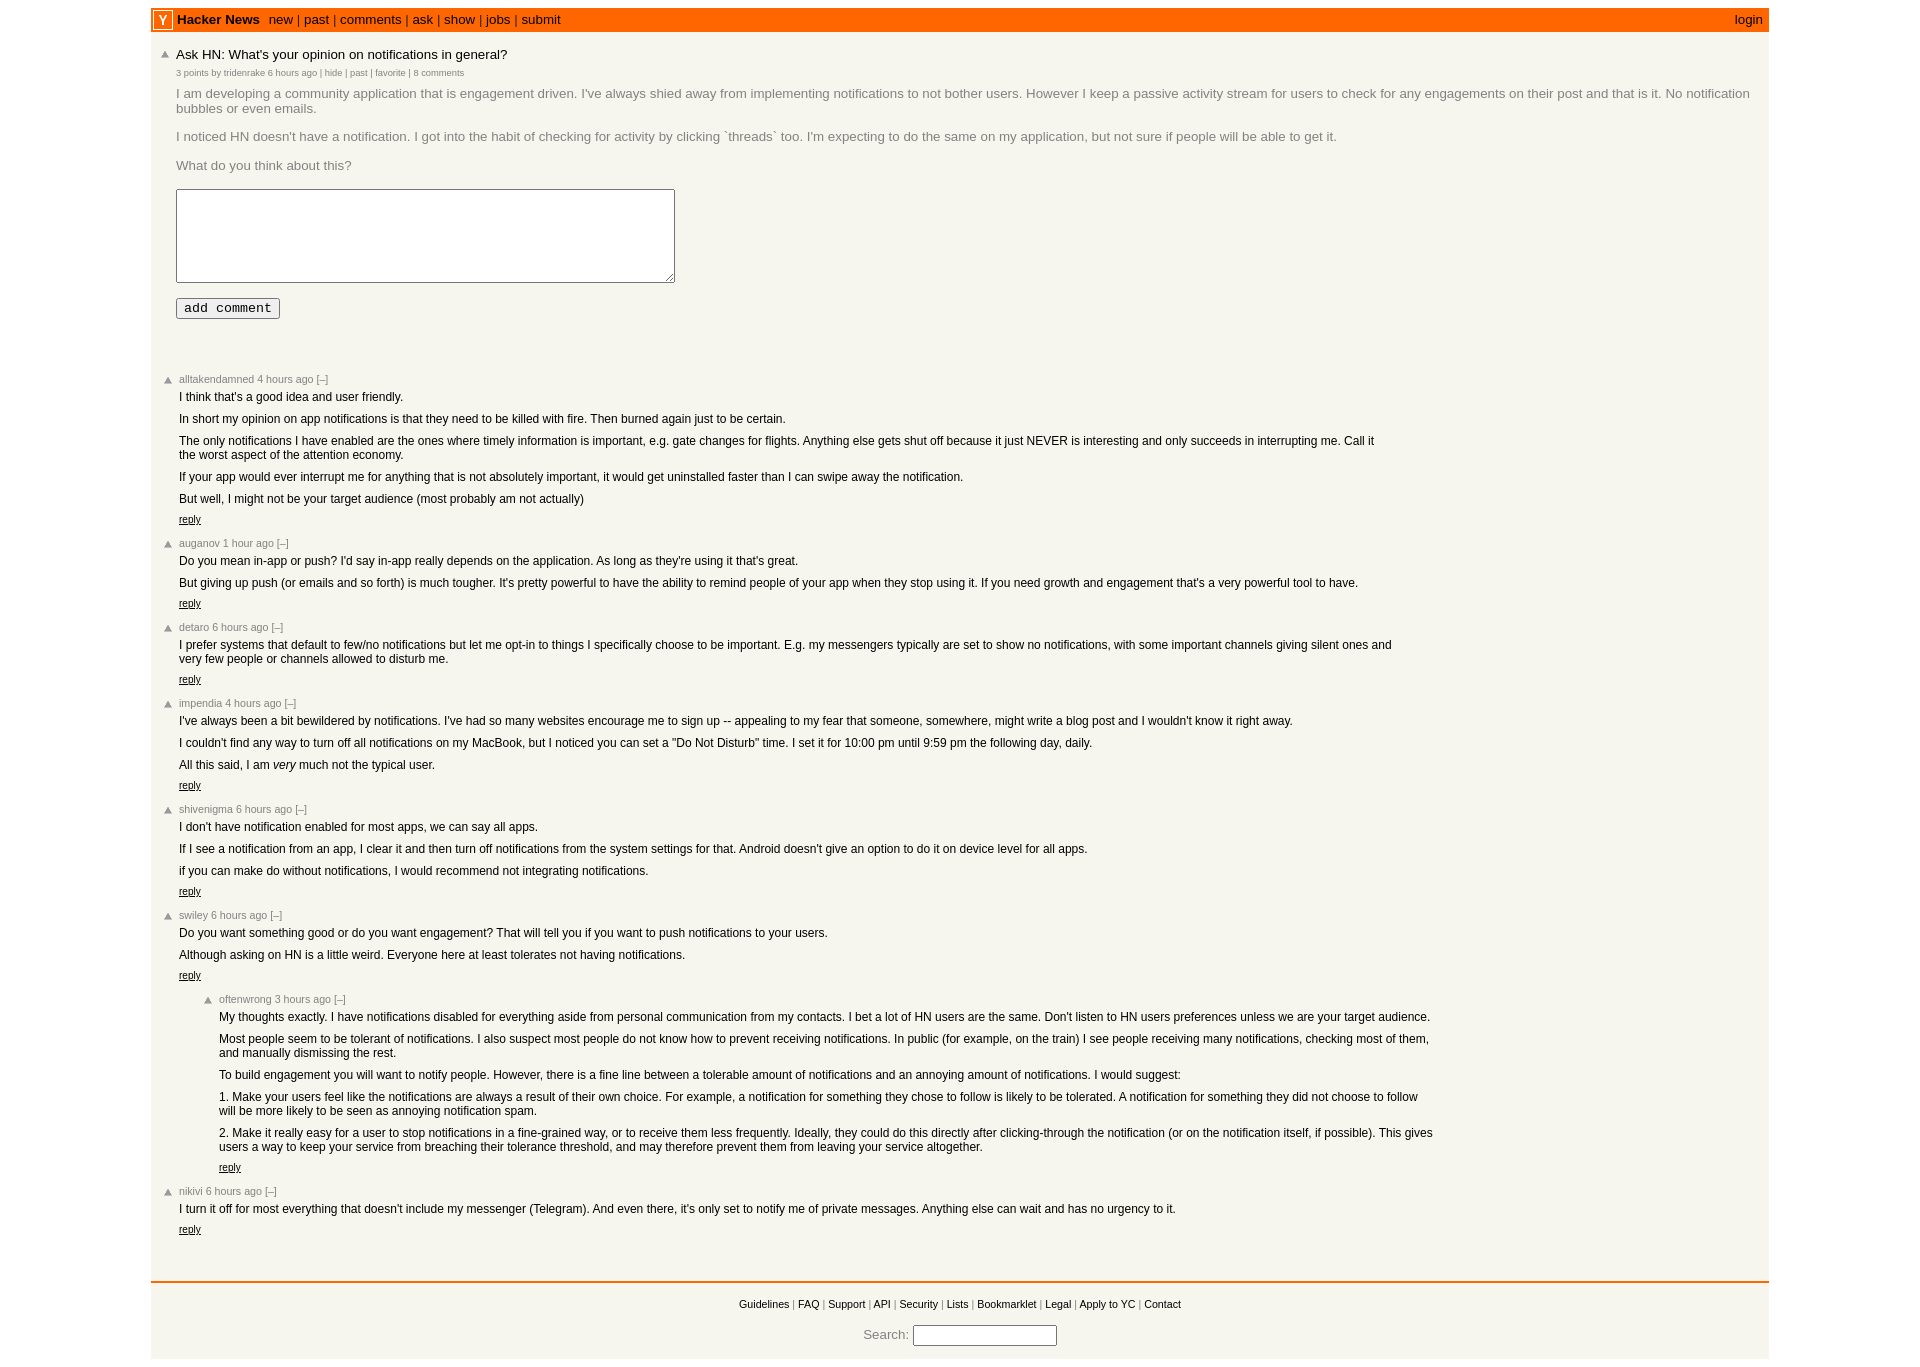 Y Hacker News new | past | comments | ask | show | jobs | submit login
Ask HN: What's your opinion on notifications in general?
3 points by tridenrake 6 hours ago | hide | past | favorite | 8 comments
I am developing a community application that is engagement driven. I've always shied away from implementing notifications to not bother users. However I keep a passive activity stream for users to check for any engagements on their post and that is it. No notification
bubbles or even emails.
I noticed HN doesn't have a notification. I got into the habit of checking for activity by clicking `threads` too. I'm expecting to do the same on my application, but not sure if people will be able to get it.
What do you think about this?
add comment
alltakendamned 4 hours ago [–]
I think that's a good idea and user friendly.
In short my opinion on app notifications is that they need to be killed with fire. Then burned again just to be certain.
The only notifications I have enabled are the ones where timely information is important, e.g. gate changes for flights. Anything else gets shut off because it just NEVER is interesting and only succeeds in interrupting me. Call it
the worst aspect of the attention economy.
If your app would ever interrupt me for anything that is not absolutely important, it would get uninstalled faster than I can swipe away the notification.
But well, I might not be your target audience (most probably am not actually)
reply
auganov 1 hour ago [–]
Do you mean in-app or push? I'd say in-app really depends on the application. As long as they're using it that's great.
But giving up push (or emails and so forth) is much tougher. It's pretty powerful to have the ability to remind people of your app when they stop using it. If you need growth and engagement that's a very powerful tool to have.
reply
detaro 6 hours ago [–]
I prefer systems that default to few/no notifications but let me opt-in to things I specifically choose to be important. E.g. my messengers typically are set to show no notifications, with some important channels giving silent ones and
very few people or channels allowed to disturb me.
reply
impendia 4 hours ago [–]
I've always been a bit bewildered by notifications. I've had so many websites encourage me to sign up -- appealing to my fear that someone, somewhere, might write a blog post and I wouldn't know it right away.
I couldn't find any way to turn off all notifications on my MacBook, but I noticed you can set a "Do Not Disturb" time. I set it for 10:00 pm until 9:59 pm the following day, daily.
All this said, I am very much not the typical user.
reply
shivenigma 6 hours ago [–]
I don't have notification enabled for most apps, we can say all apps.
If I see a notification from an app, I clear it and then turn off notifications from the system settings for that. Android doesn't give an option to do it on device level for all apps.
if you can make do without notifications, I would recommend not integrating notifications.
reply
swiley 6 hours ago [–]
Do you want something good or do you want engagement? That will tell you if you want to push notifications to your users.
Although asking on HN is a little weird. Everyone here at least tolerates not having notifications.
reply
oftenwrong 3 hours ago [–]
My thoughts exactly. I have notifications disabled for everything aside from personal communication from my contacts. I bet a lot of HN users are the same. Don't listen to HN users preferences unless we are your target audience.
Most people seem to be tolerant of notifications. I also suspect most people do not know how to prevent receiving notifications. In public (for example, on the train) I see people receiving many notifications, checking most of them,
and manually dismissing the rest.
To build engagement you will want to notify people. However, there is a fine line between a tolerable amount of notifications and an annoying amount of notifications. I would suggest:
1. Make your users feel like the notifications are always a result of their own choice. For example, a notification for something they chose to follow is likely to be tolerated. A notification for something they did not choose to follow
will be more likely to be seen as annoying notification spam.
2. Make it really easy for a user to stop notifications in a fine-grained way, or to receive them less frequently. Ideally, they could do this directly after clicking-through the notification (or on the notification itself, if possible). This gives
users a way to keep your service from breaching their tolerance threshold, and may therefore prevent them from leaving your service altogether.
reply
nikivi 6 hours ago [–]
I turn it off for most everything that doesn't include my messenger (Telegram). And even there, it's only set to notify me of private messages. Anything else can wait and has no urgency to it.
reply
Guidelines | FAQ | Support | API | Security | Lists | Bookmarklet | Legal | Apply to YC | Contact
Search: